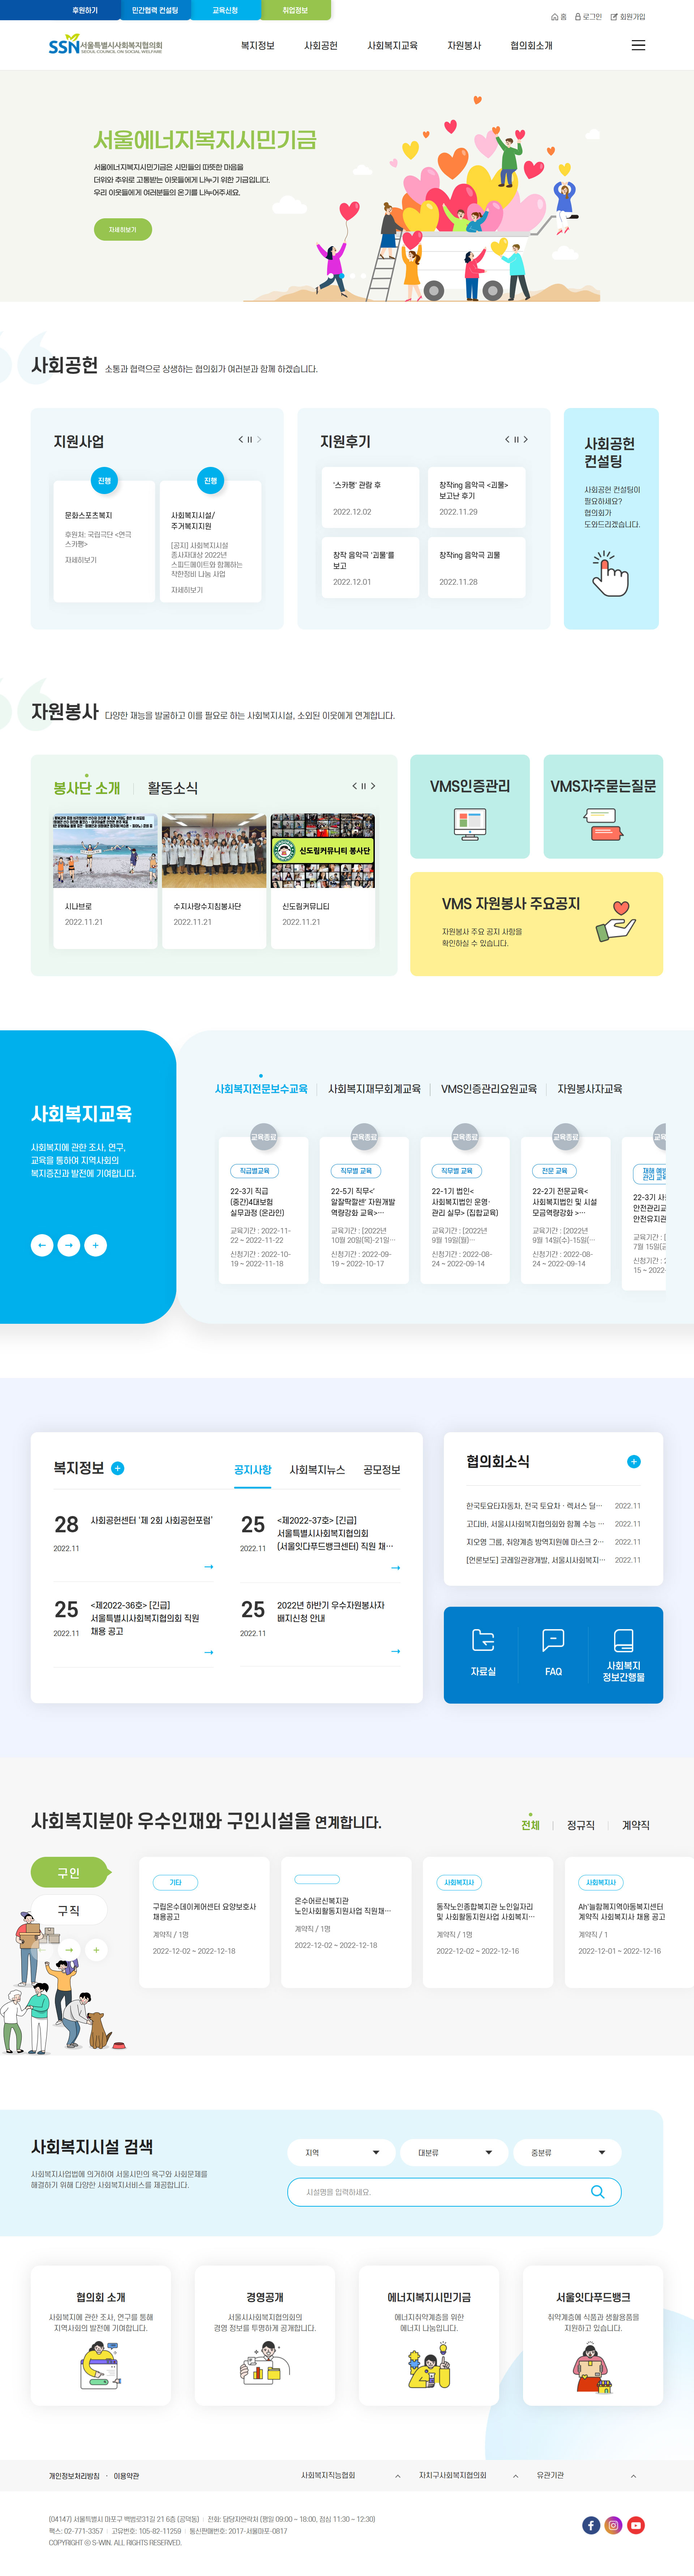 후원하기
민간협력 컨설팅
교육신청
취업정보
홈
로그인
회원가입
SSN 서울특별시사회복지협의회
SEOUL COUNCIL ON SOCIAL WELFARE
복지정보
사회공헌
사회복지교육
자원봉사
협의회소개
서울에너지복지시민기금
서울에너지복지시민기금은 시민들의 따뜻한 마음을
더위와 추위로 고통받는 이웃들에게 나누기 위한 기금입니다.
우리 이웃들에게 여러분들의 온기를 나누어주세요.
자세히보기
사회공헌 소통과 협력으로 상생하는 협의회가 여러분과 함께 하겠습니다.
지원사업
진행
문화스포츠복지
후원처: 국립극단 <연극
스카팽>
자세히보기
진행
사회복지시설/
주거복지지원
[공지] 사회복지시설
종사자대상 2022년
스피드메이트와 함께하는
착한정비 나눔 사업
자세히보기
지원후기
'스카팽' 관람 후
2022.12.02
창작ing 음악극 <괴물>
보고난 후기
2022.11.29
창작 음악극 '괴물'를
보고
2022.12.01
창작ing 음악극 괴물
2022.11.28
사회공헌
컨설팅
사회공헌 컨설팅이
필요하세요?
협의회가
도와드리겠습니다.
자원봉사 다양한 재능을 발굴하고 이를 필요로 하는 사회복지시설, 소외된 이웃에게 연계합니다.
봉사단 소개
활동소식
시나브로
2022.11.21
수지사랑수지침봉사단
2022.11.21
신도림커뮤니티 봉사단
신도림커뮤니티
2022.11.21
VMS인증관리
VMS자주묻는질문
VMS 자원봉사 주요공지
자원봉사 주요 공지 사항을
확인하실 수 있습니다.
사회복지교육
사회복지에 관한 조사, 연구,
교육을 통하여 지역사회의
복지증진과 발전에 기여합니다.
사회복지전문보수교육
사회복지재무회계교육
VMS인증관리요원교육
자원봉사자교육
교육종료
직급별교육
22-3기 직급
(중간)4대보험
실무과정 (온라인)
교육기간 : 2022-11-
22 ~ 2022-11-22
신청기간 : 2022-10-
19 ~ 2022-11-18
교육종료
직무별 교육
22-5기 직무<'
알잘딱깔센' 자원개발
역량강화 교육>…
교육기간 : [2022년
10월 20일(목)-21일…
신청기간 : 2022-09-
19 ~ 2022-10-17
교육종료
직무별 교육
22-1기 법인<
사회복지법인 운영·
관리 실무> (집합교육)
교육기간 : [2022년
9월 19일(월)…
신청기간 : 2022-08-
24 ~ 2022-09-14
교육종료
전문 교육
22-2기 전문교육<
사회복지법인 및 시설
모금역량강화 >…
교육기간 : [2022년
9월 14일(수)-15일(…
신청기간 : 2022-08-
24 ~ 2022-09-14
교육
재해 예방
관리 교육
22-3기 사
안전관리교
안전유지관
교육기간 : [
7월 15일(금
신청기간 : 2
15 ~ 2022-
복지정보
공지사항
사회복지뉴스
공모정보
28
2022.11
사회공헌센터 '제 2회 사회공헌포럼'
25
2022.11
<제2022-37호> [긴급]
서울특별시사회복지협의회
(서울잇다푸드뱅크센터) 직원 채…
25
2022.11
<제2022-36호> [긴급]
서울특별시사회복지협의회 직원
채용 공고
25
2022.11
2022년 하반기 우수자원봉사자
배지신청 안내
협의회소식
한국토요타자동차, 전국 토요차ㆍ렉서스 딜… 2022.11
고디바, 서울시사회복지협의회와 함께 수능 … 2022.11
지오영 그룹, 취약계층 방역지원에 마스크 2… 2022.11
[언론보도] 코레일관광개발, 서울시사회복지… 2022.11
자료실
FAQ
사회복지
정보간행물
사회복지분야 우수인재와 구인시설을 연계합니다.
전체
정규직
계약직
구인
구직
기타
구립온수데이케어센터 요양보호사
채용공고
계약직 / 1명
2022-12-02 ~ 2022-12-18
온수어르신복지관
노인사회활동지원사업 직원채…
계약직 / 1명
2022-12-02 ~ 2022-12-18
사회복지사
동작노인종합복지관 노인일자리
및 사회활동지원사업 사회복지…
계약직 / 1명
2022-12-02 ~ 2022-12-16
사회복지사
Ah'늘함께지역아동복지센터
계약직 사회복지사 채용 공고
계약직 / 1
2022-12-01 ~ 2022-12-16
사회복지시설 검색
사회복지사업법에 의거하여 서울시민의 욕구와 사회문제를
해결하기 위해 다양한 사회복지서비스를 제공합니다.
지역
대분류
중분류
시설명을 입력하세요.
협의회 소개
사회복지에 관한 조사, 연구를 통해
지역사회의 발전에 기여합니다.
경영공개
서울시사회복지협의회의
경영 정보를 투명하게 공개합니다.
에너지복지시민기금
에너지취약계층을 위한
에너지 나눔입니다.
서울잇다푸드뱅크
취약계층에 식품과 생활용품을
지원하고 있습니다.
개인정보처리방침 · 이용약관
사회복지직능협회
자치구사회복지협의회
유관기관
(04147) 서울특별시 마포구 백범로31길 21 6층 (공덕동) | 전화: 담당자연락처 (평일 09:00 ~ 18:00, 점심 11:30 ~ 12:30)
팩스: 02-771-3357 | 고유번호: 105-82-11259 | 통신판매번호: 2017-서울마포-0817
COPYRIGHT ⓒ S-WIN. ALL RIGHTS RESERVED.